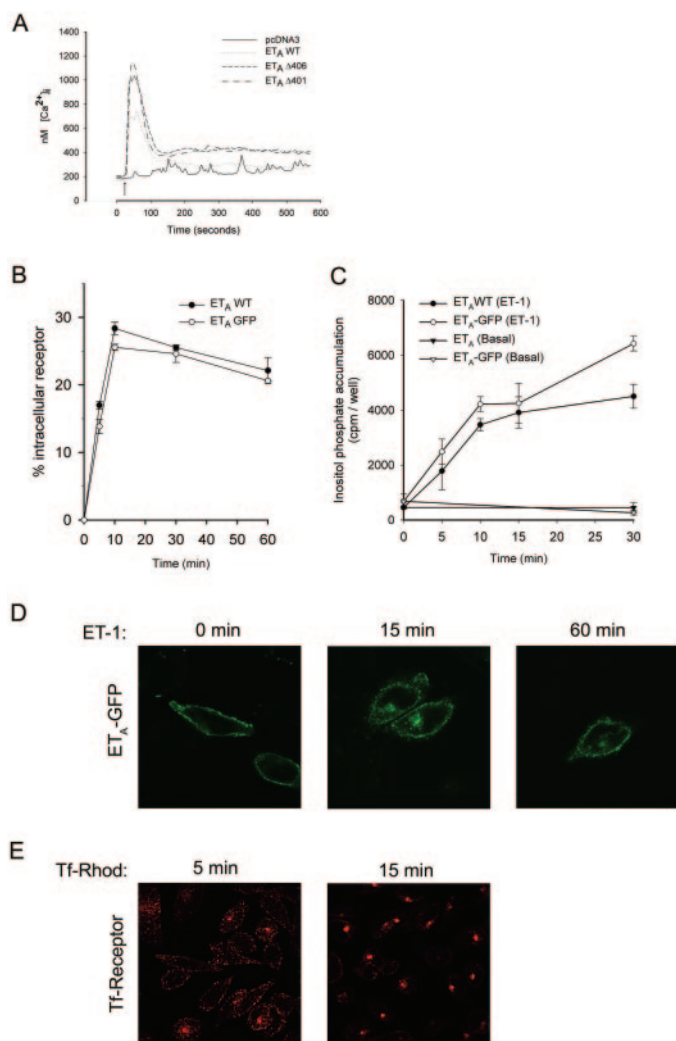 A
pcDNA3
ETA WT
ETA Δ406
ETA Δ401
1400
1200
1000
800
600
400
200
nM [Ca2+]i
0 100 200 300 400 500 600
Time (seconds)
B
ETA WT
ETA GFP
30
20
10
0
% intracellular receptor
0 10 20 30 40 50 60
Time (min)
C
ETAWT (ET-1)
ETA-GFP (ET-1)
ETA (Basal)
ETA-GFP (Basal)
8000
6000
4000
2000
0
Inositol phosphate accumulation
(cpm / well)
0 5 10 15 20 25 30
Time (min)
D
ET-1: 0 min 15 min 60 min
ETA-GFP
E
Tf-Rhod: 5 min 15 min
Tf-Receptor